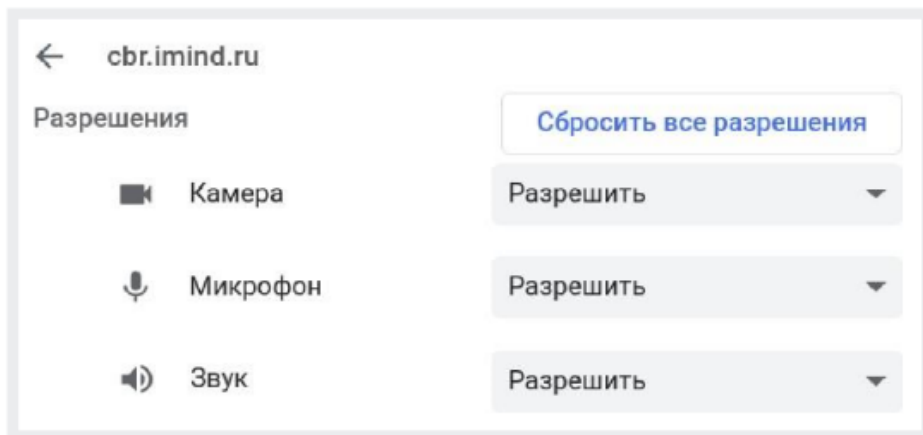 cbr.imind.ru
Разрешения
Сбросить все разрешения
Камера Разрешить
Микрофон Разрешить
Звук Разрешить